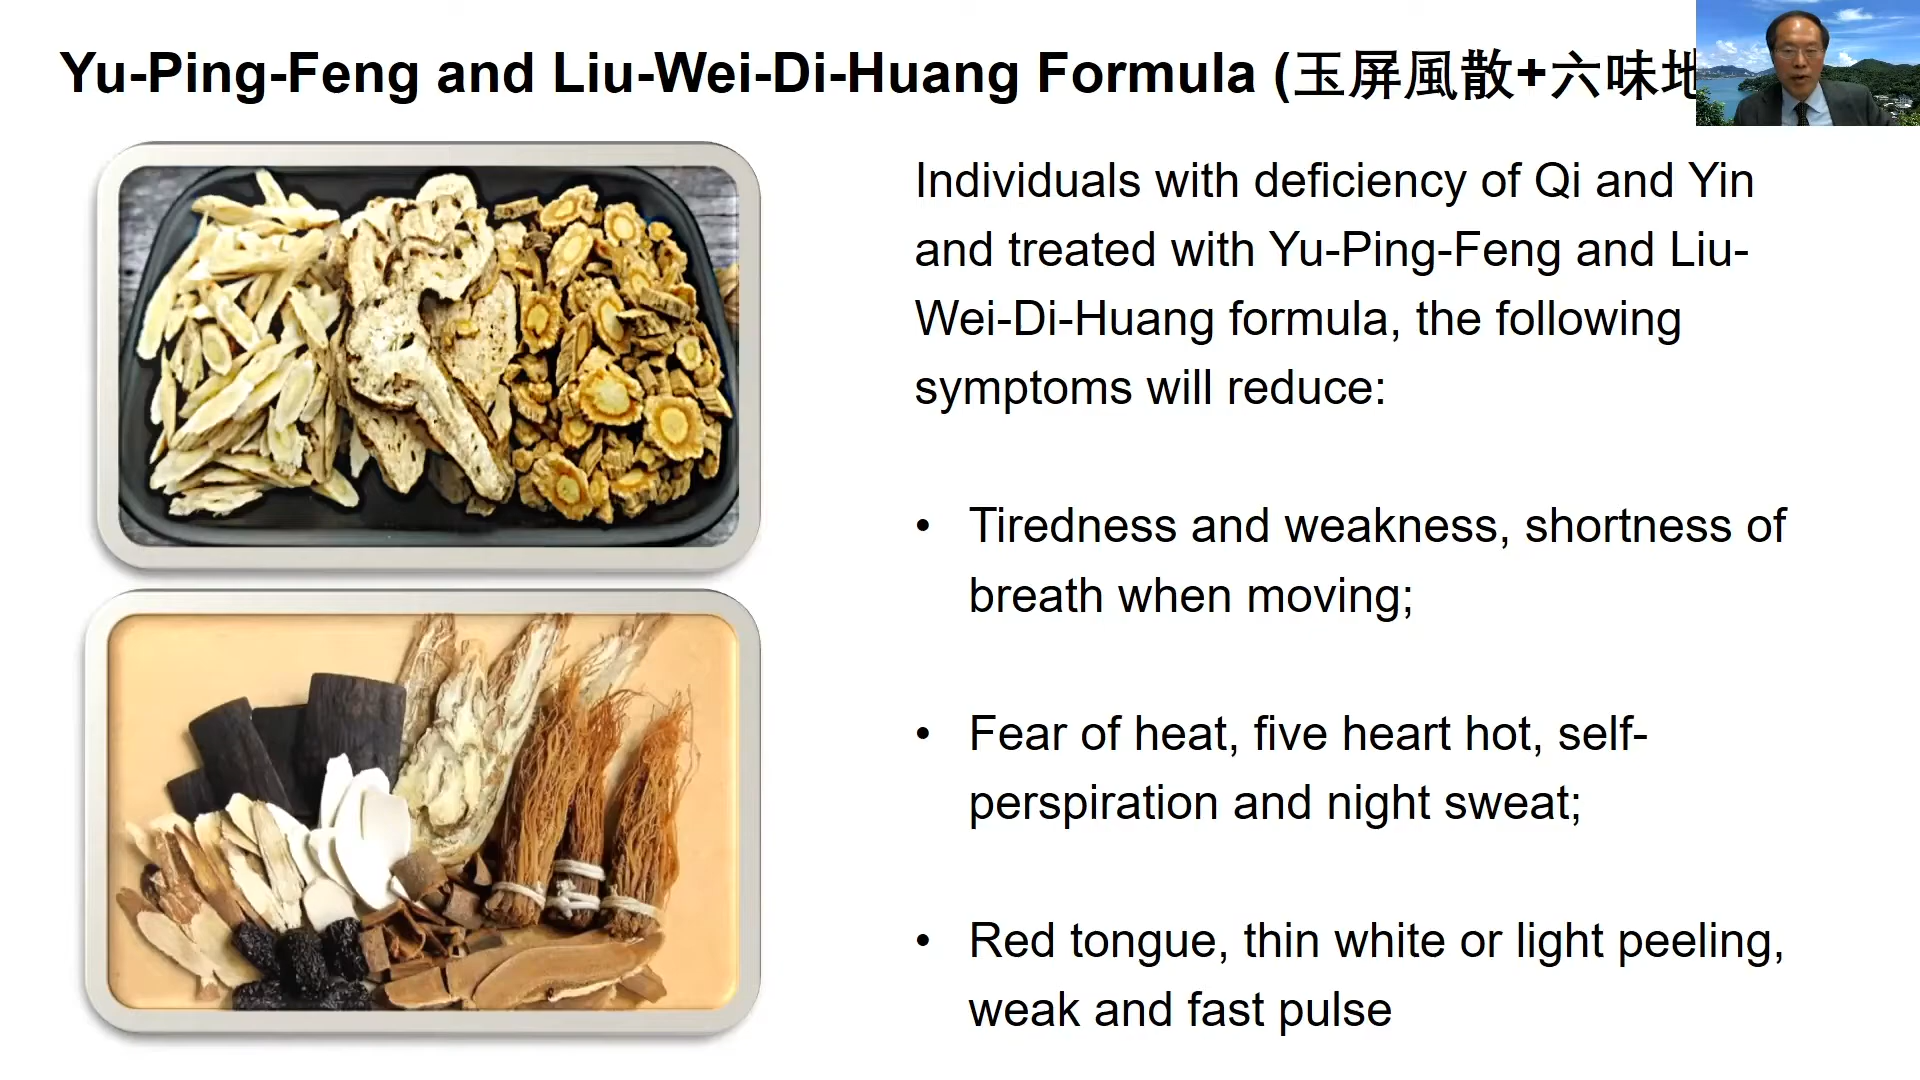 Yu-Ping-Feng and Liu-Wei-Di-Huang Formula (玉屏風散+六味地
Individuals with deficiency of Qi and Yin
and treated with Yu-Ping-Feng and Liu-
Wei-Di-Huang formula, the following
symptoms will reduce:
• Tiredness and weakness, shortness of
breath when moving;
• Fear of heat, five heart hot, self-
perspiration and night sweat;
• Red tongue, thin white or light peeling,
weak and fast pulse